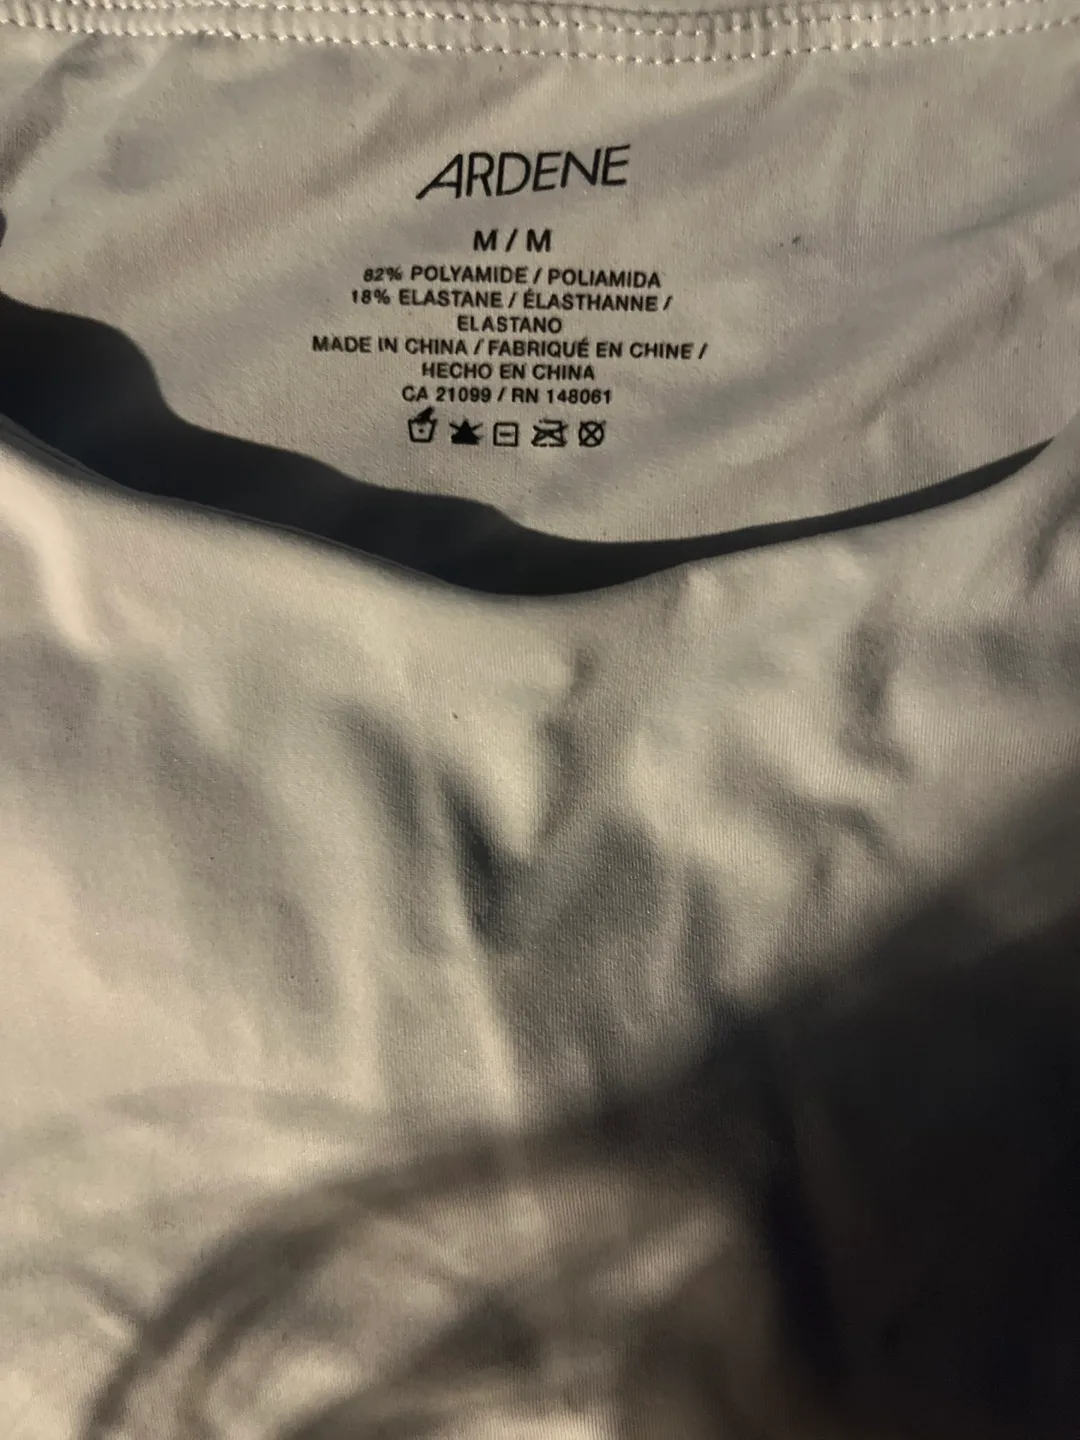 ARDENE
M / M
82% POLYAMIDE / POLIAMIDA
18% ELASTANE / ÉLASTHANNE /
ELASTANO
MADE IN CHINA / FABRIQUÉ EN CHINE /
HECHO EN CHINA
CA 21099 / RN 148061